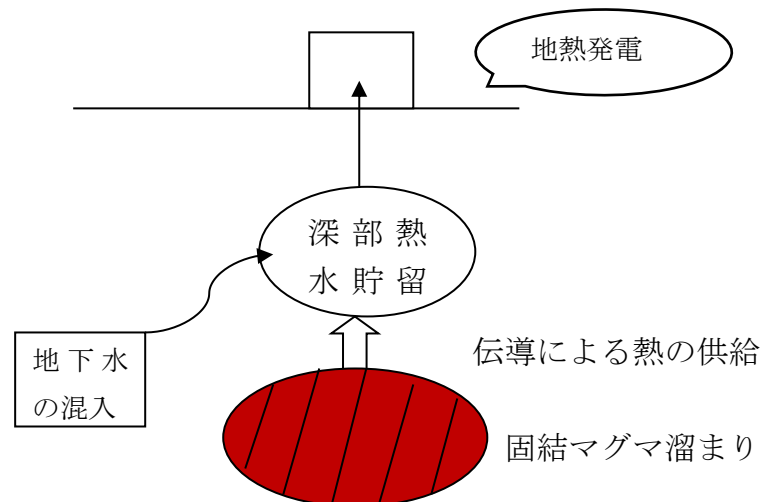 地熱発電
深部熱
水貯留
伝導による熱の供給
地下水
の混入
固結マグマ溜まり